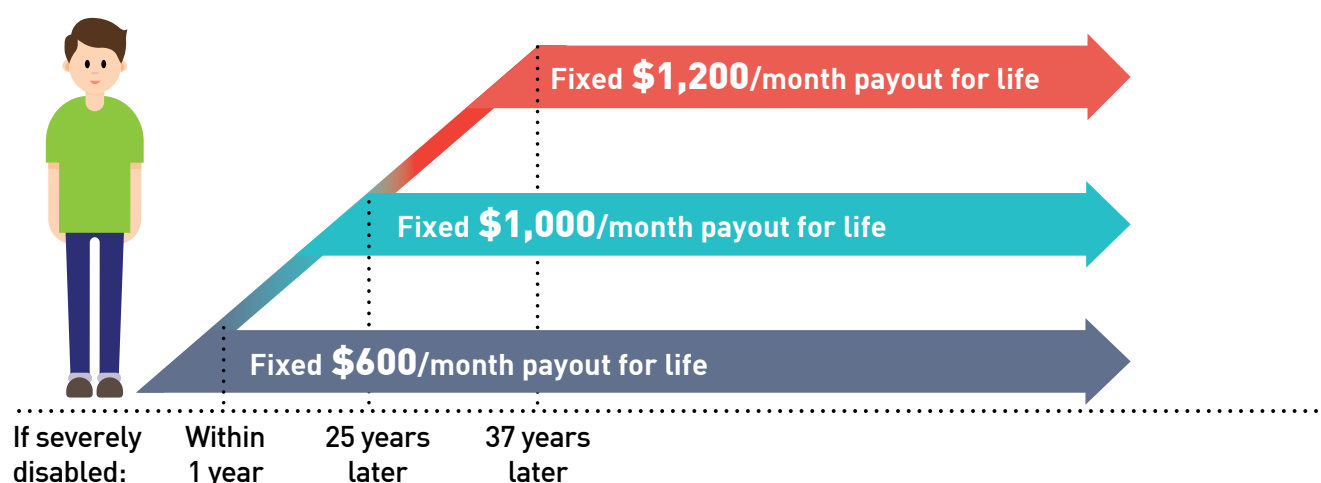 Fixed $1,200/month payout for life
Fixed $1,000/month payout for life
Fixed $600/month payout for life
If severely disabled:
Within 1 year
25 years later
37 years later